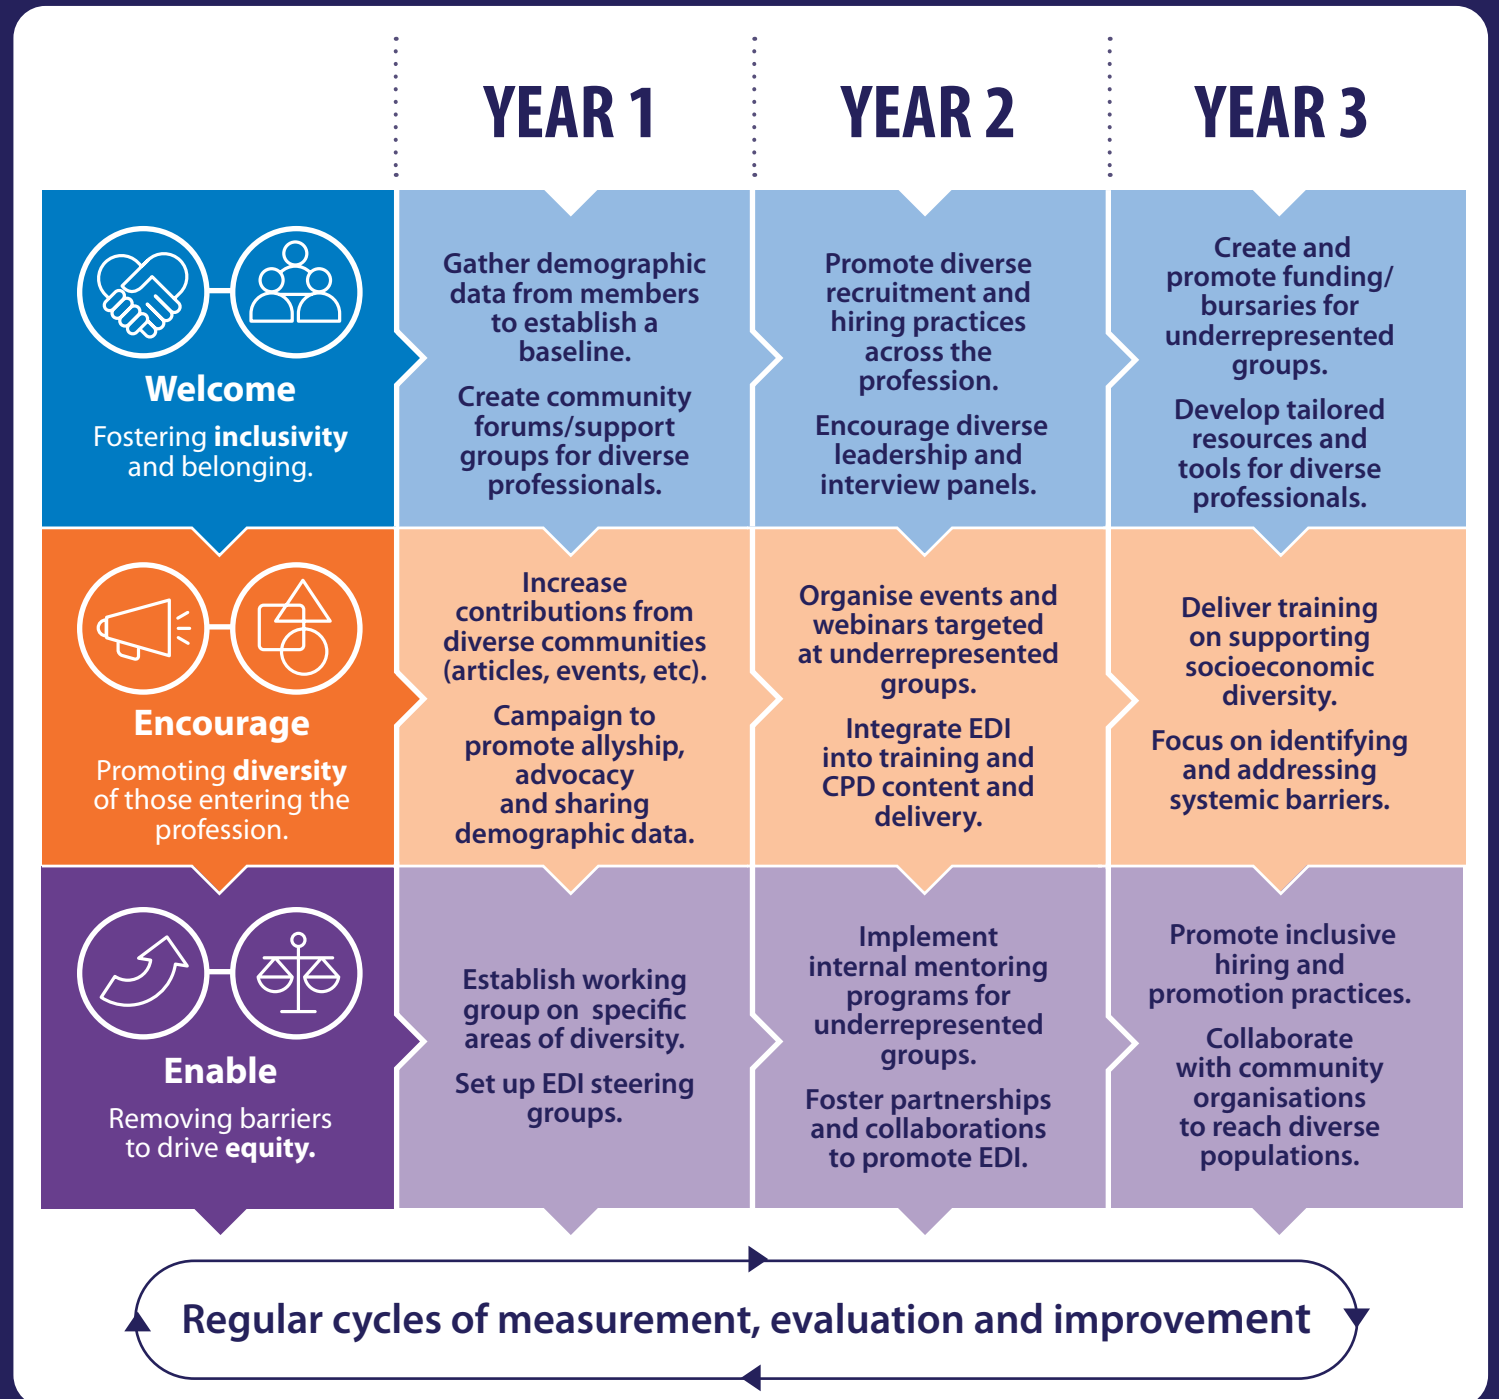 YEAR 1
YEAR 2
YEAR 3
Welcome
Fostering inclusivity
and belonging.
Gather demographic
data from members
to establish a
baseline.
Create community
forums/support
groups for diverse
professionals.
Promote diverse
recruitment and
hiring practices
across the
profession.
Encourage diverse
leadership and
interview panels.
Create and
promote funding/
bursaries for
underrepresented
groups.
Develop tailored
resources and
tools for diverse
professionals.
Encourage
Promoting diversity
of those entering the
profession.
Increase
contributions from
diverse communities
(articles, events, etc).
Campaign to
promote allyship,
advocacy
and sharing
demographic data.
Organise events and
webinars targeted
at underrepresented
groups.
Integrate EDI
into training and
CPD content and
delivery.
Deliver training
on supporting
socioeconomic
diversity.
Focus on identifying
and addressing
systemic barriers.
Enable
Removing barriers
to drive equity.
Establish working
group on specific
areas of diversity.
Set up EDI steering
groups.
Implement
internal mentoring
programs for
underrepresented
groups.
Foster partnerships
and collaborations
to promote EDI.
Promote inclusive
hiring and
promotion practices.
Collaborate
with community
organisations
to reach diverse
populations.
Regular cycles of measurement, evaluation and improvement